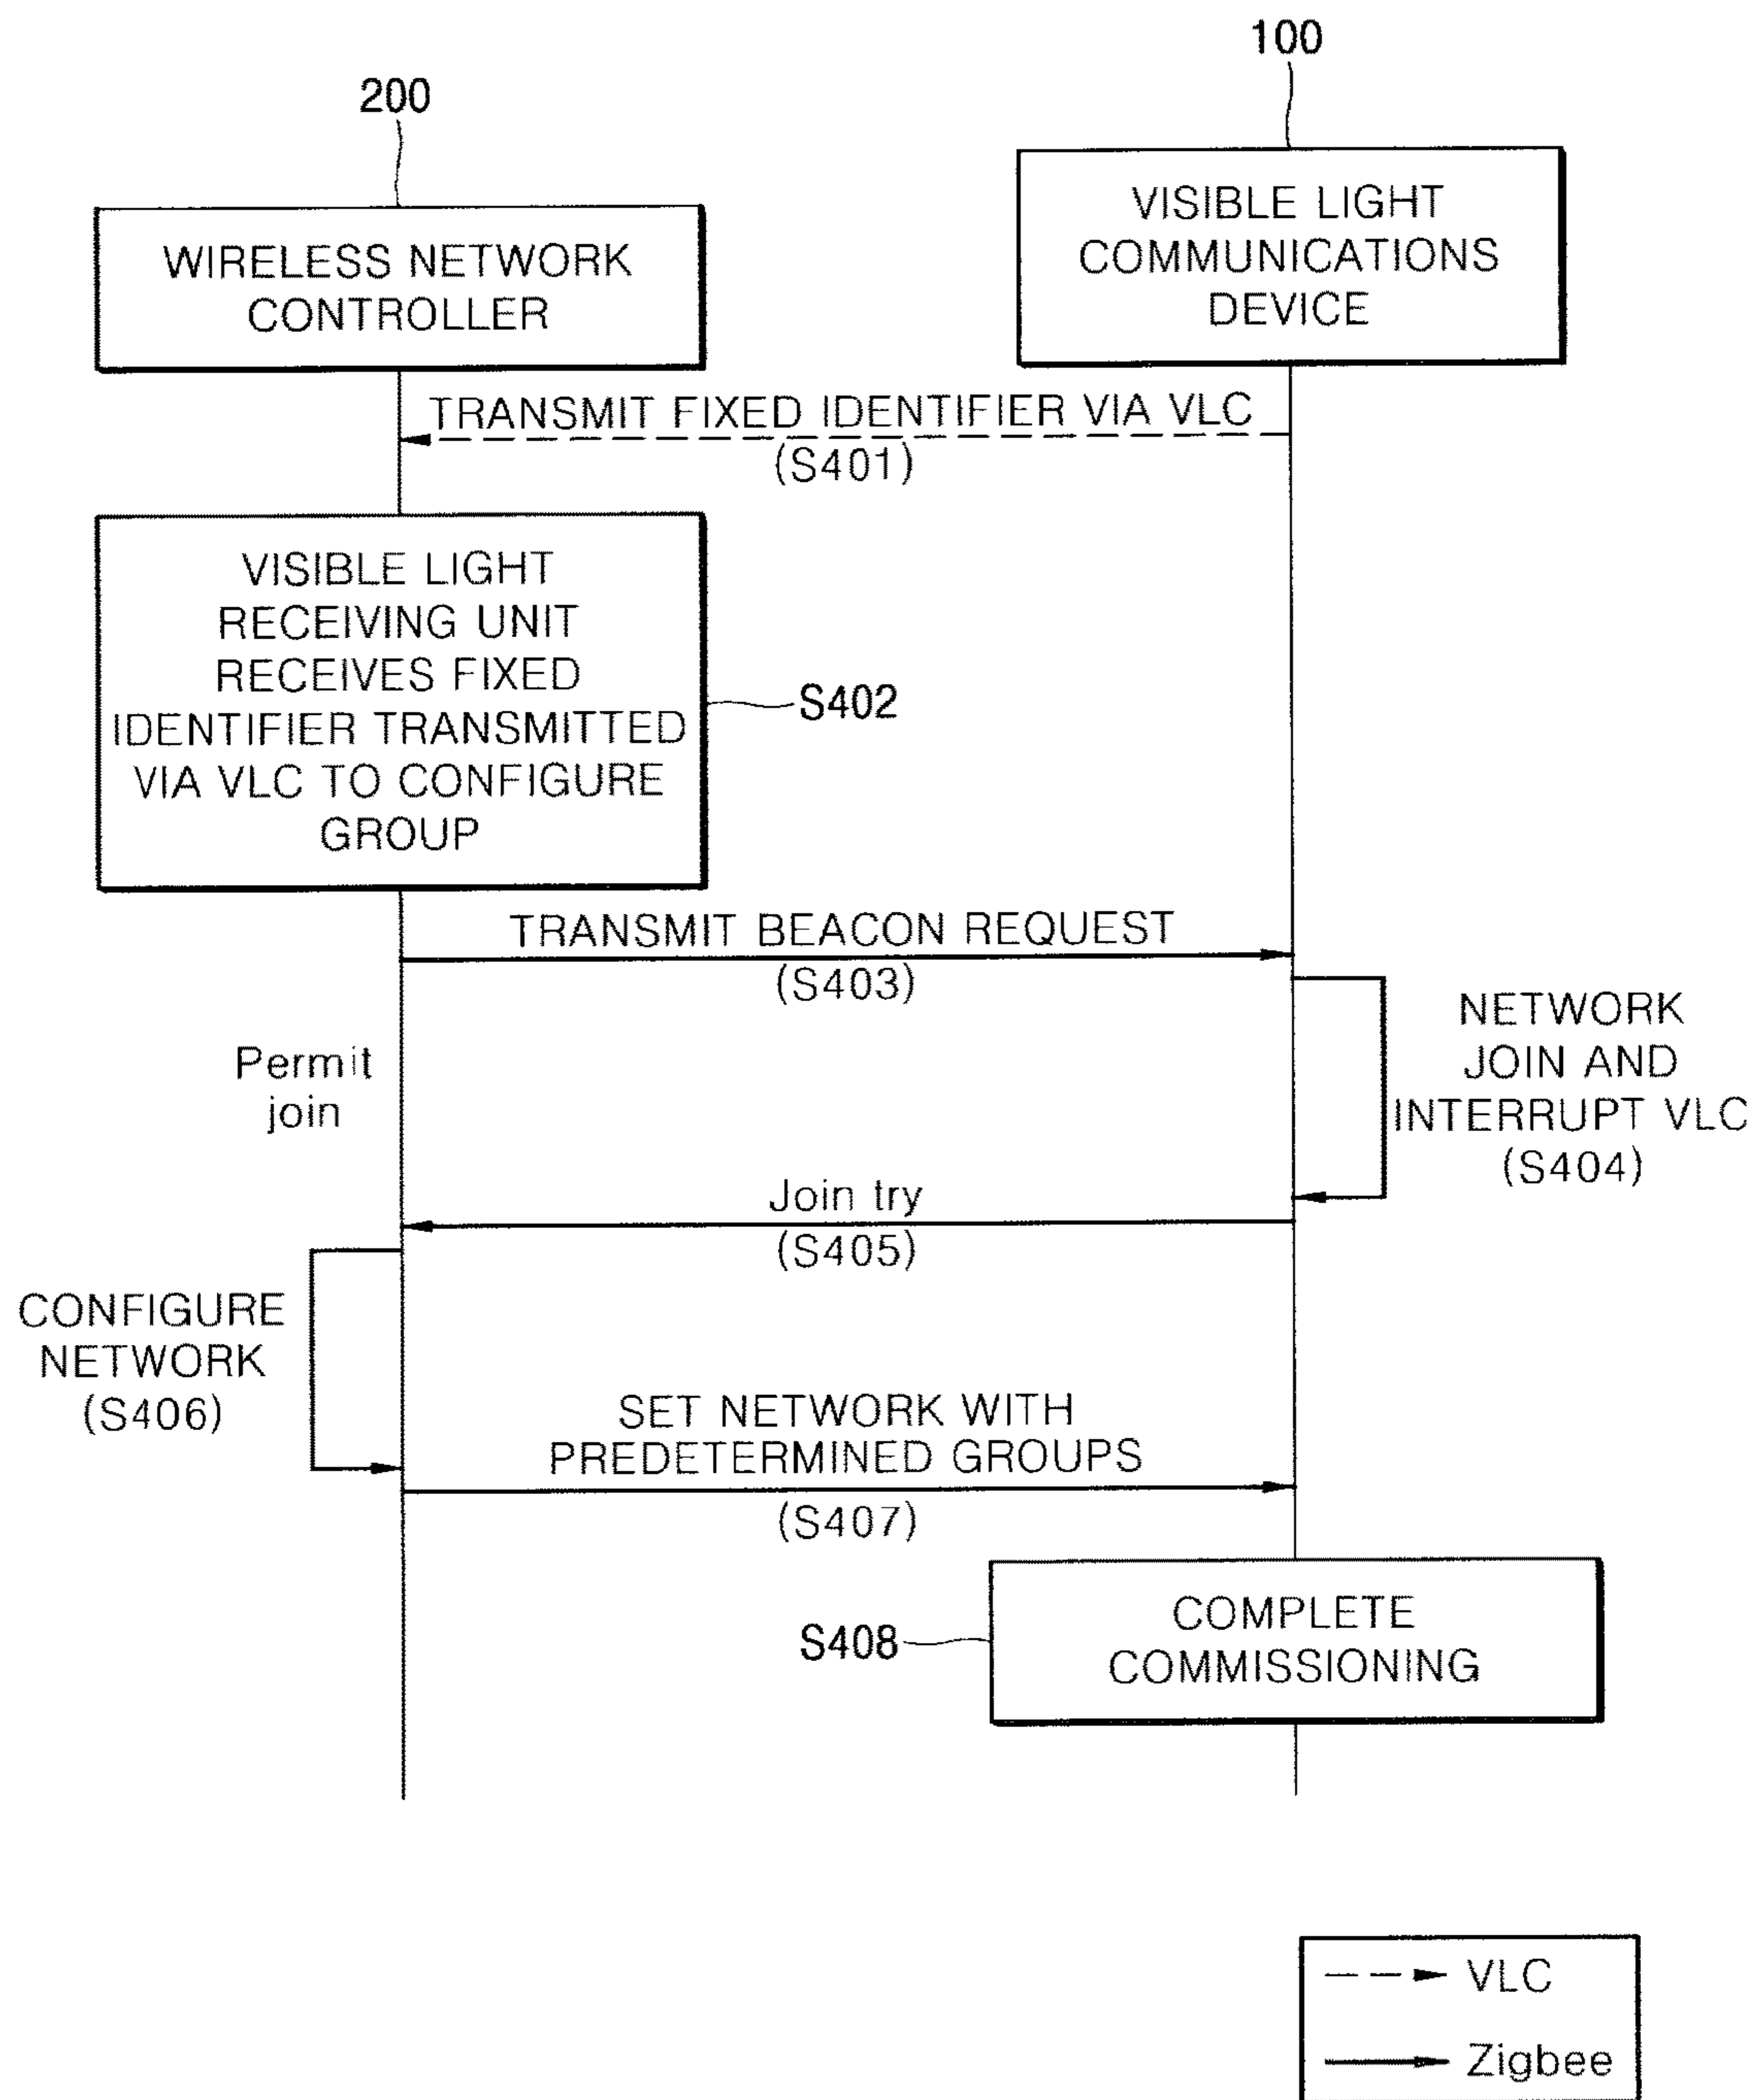 100
200
VISIBLE LIGHT
COMMUNICATIONS
DEVICE
WIRELESS NETWORK
CONTROLLER
TRANSMIT FIXED IDENTIFIER VIA VLC
(S401)
VISIBLE LIGHT
RECEIVING UNIT
RECEIVES FIXED
IDENTIFIER TRANSMITTED
VIA VLC TO CONFIGURE
GROUP
S402
TRANSMIT BEACON REQUEST
(S403)
NETWORK
JOIN AND
INTERRUPT VLC
(S404)
Permit
join
Join try
(S405)
CONFIGURE
NETWORK
(S406)
SET NETWORK WITH
PREDETERMINED GROUPS
(S407)
S408
COMPLETE
COMMISSIONING
VLC
Zigbee